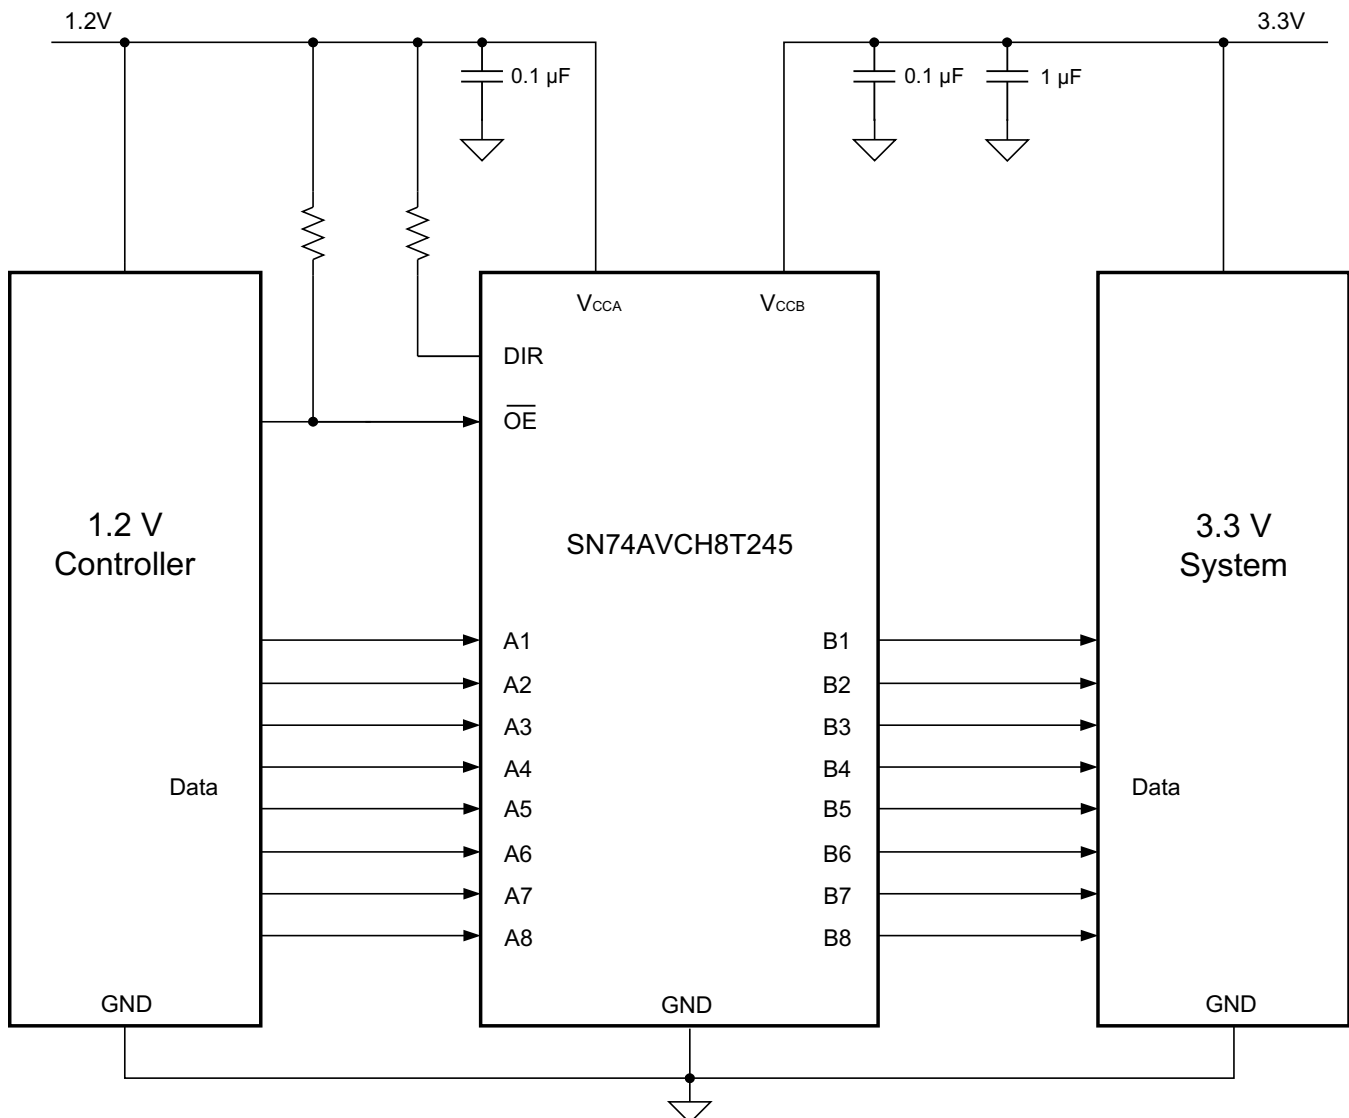 1.2V
3.3V
0.1 µF
0.1 µF
1 µF
VCCA
VCCB
DIR
OE
1.2 V
Controller
SN74AVCH8T245
3.3 V
System
A1
B1
A2
B2
A3
B3
A4
B4
Data
Data
A5
B5
A6
B6
A7
B7
A8
B8
GND
GND
GND